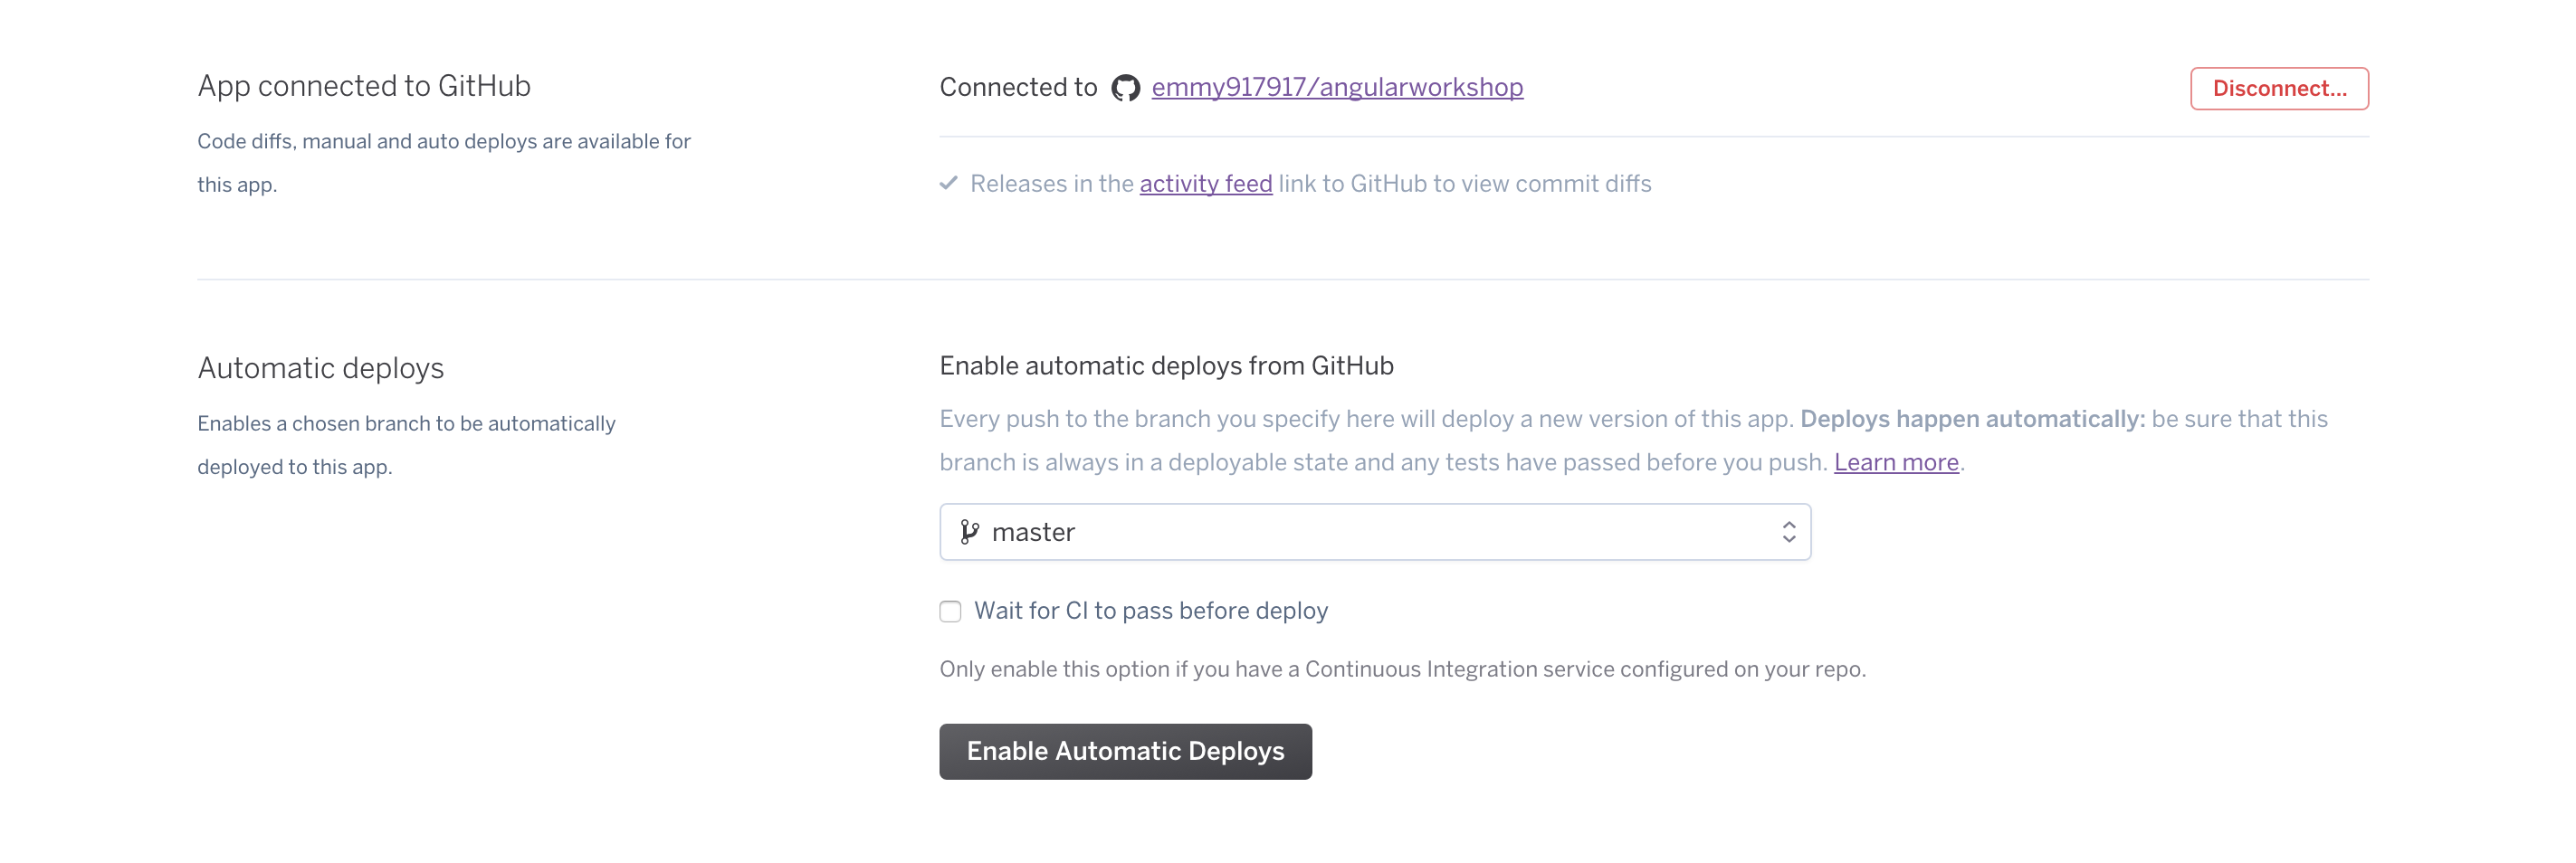 App connected to GitHub
Code diffs, manual and auto deploys are available for
this app.
Connected to emmy917917/angularworkshop
Disconnect...
Releases in the activity feed link to GitHub to view commit diffs
Automatic deploys
Enables a chosen branch to be automatically
deployed to this app.
Enable automatic deploys from GitHub
Every push to the branch you specify here will deploy a new version of this app. Deploys happen automatically: be sure that this
branch is always in a deployable state and any tests have passed before you push. Learn more.
master
Wait for CI to pass before deploy
Only enable this option if you have a Continuous Integration service configured on your repo.
Enable Automatic Deploys